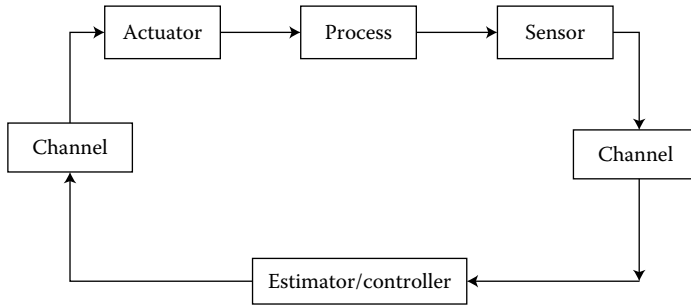 Actuator
Process
Sensor
Channel
Channel
Estimator/controller